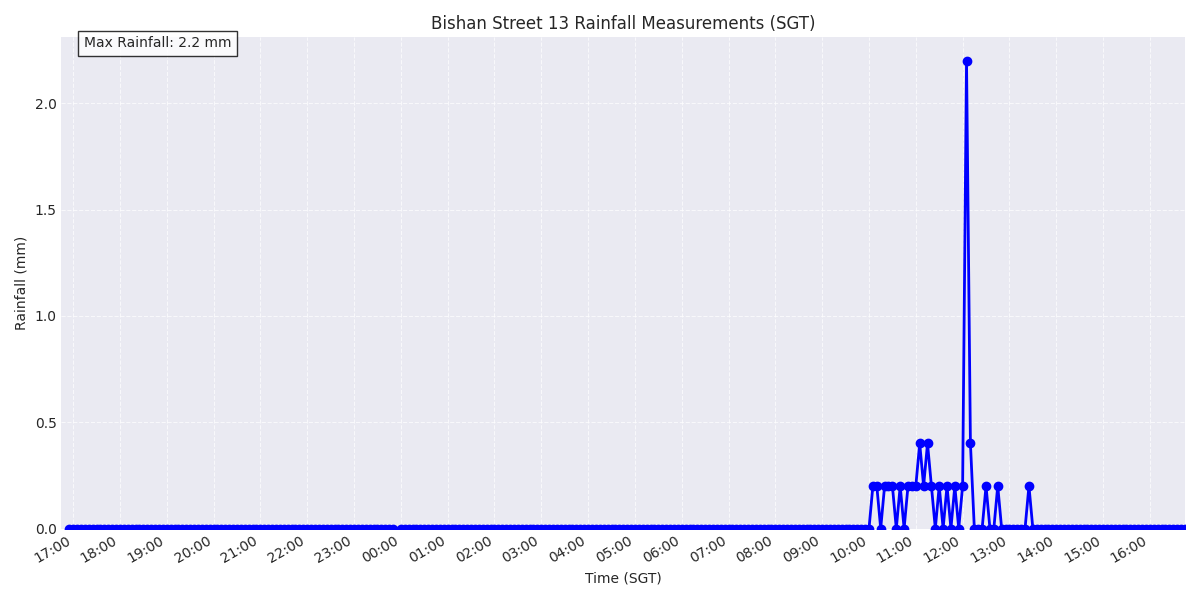 Bishan Street 13 Rainfall Measurements (SGT)
Max Rainfall: 2.2 mm
2.0
1.5
1.0
0.5
0.0
Rainfall (mm)
17:00 18:00 19:00 20:00 21:00 22:00 23:00 00:00 01:00 02:00 03:00 04:00 05:00 06:00 07:00 08:00 09:00 10:00 11:00 12:00 13:00 14:00 15:00 16:00
Time (SGT)